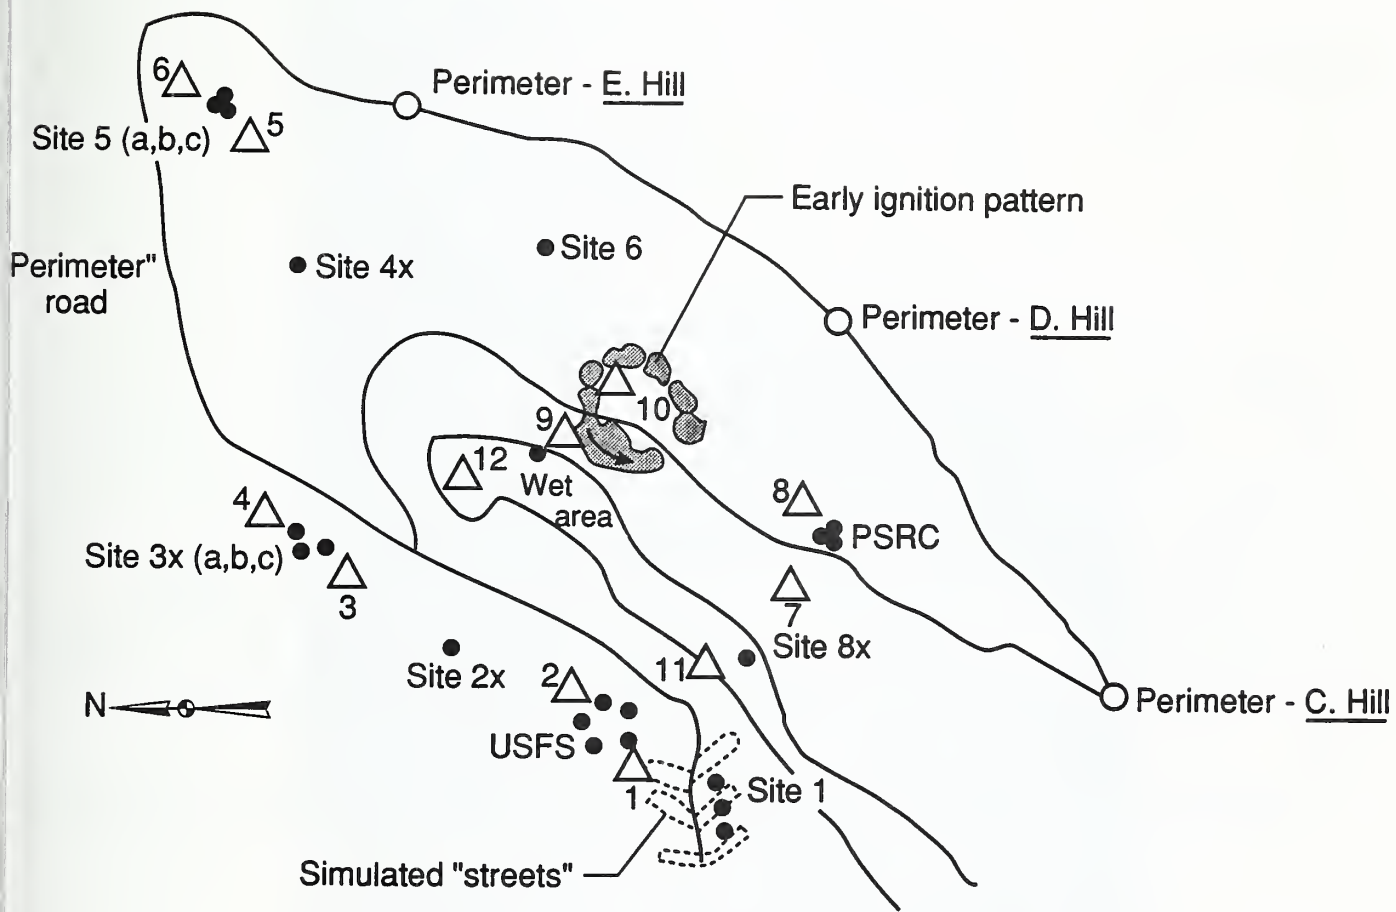 Perimeter - E. Hill
6
5
Site 5 (a,b,c)
Early ignition pattern
Site 6
Perimeter"
road
Site 4x
Perimeter - D. Hill
10
9
12
Wet
area
8
PSRC
4
Site 3x (a,b,c)
3
7
Site 8x
11
Site 2x
2
N
Perimeter - C. Hill
USFS
1
Site 1
Simulated "streets"